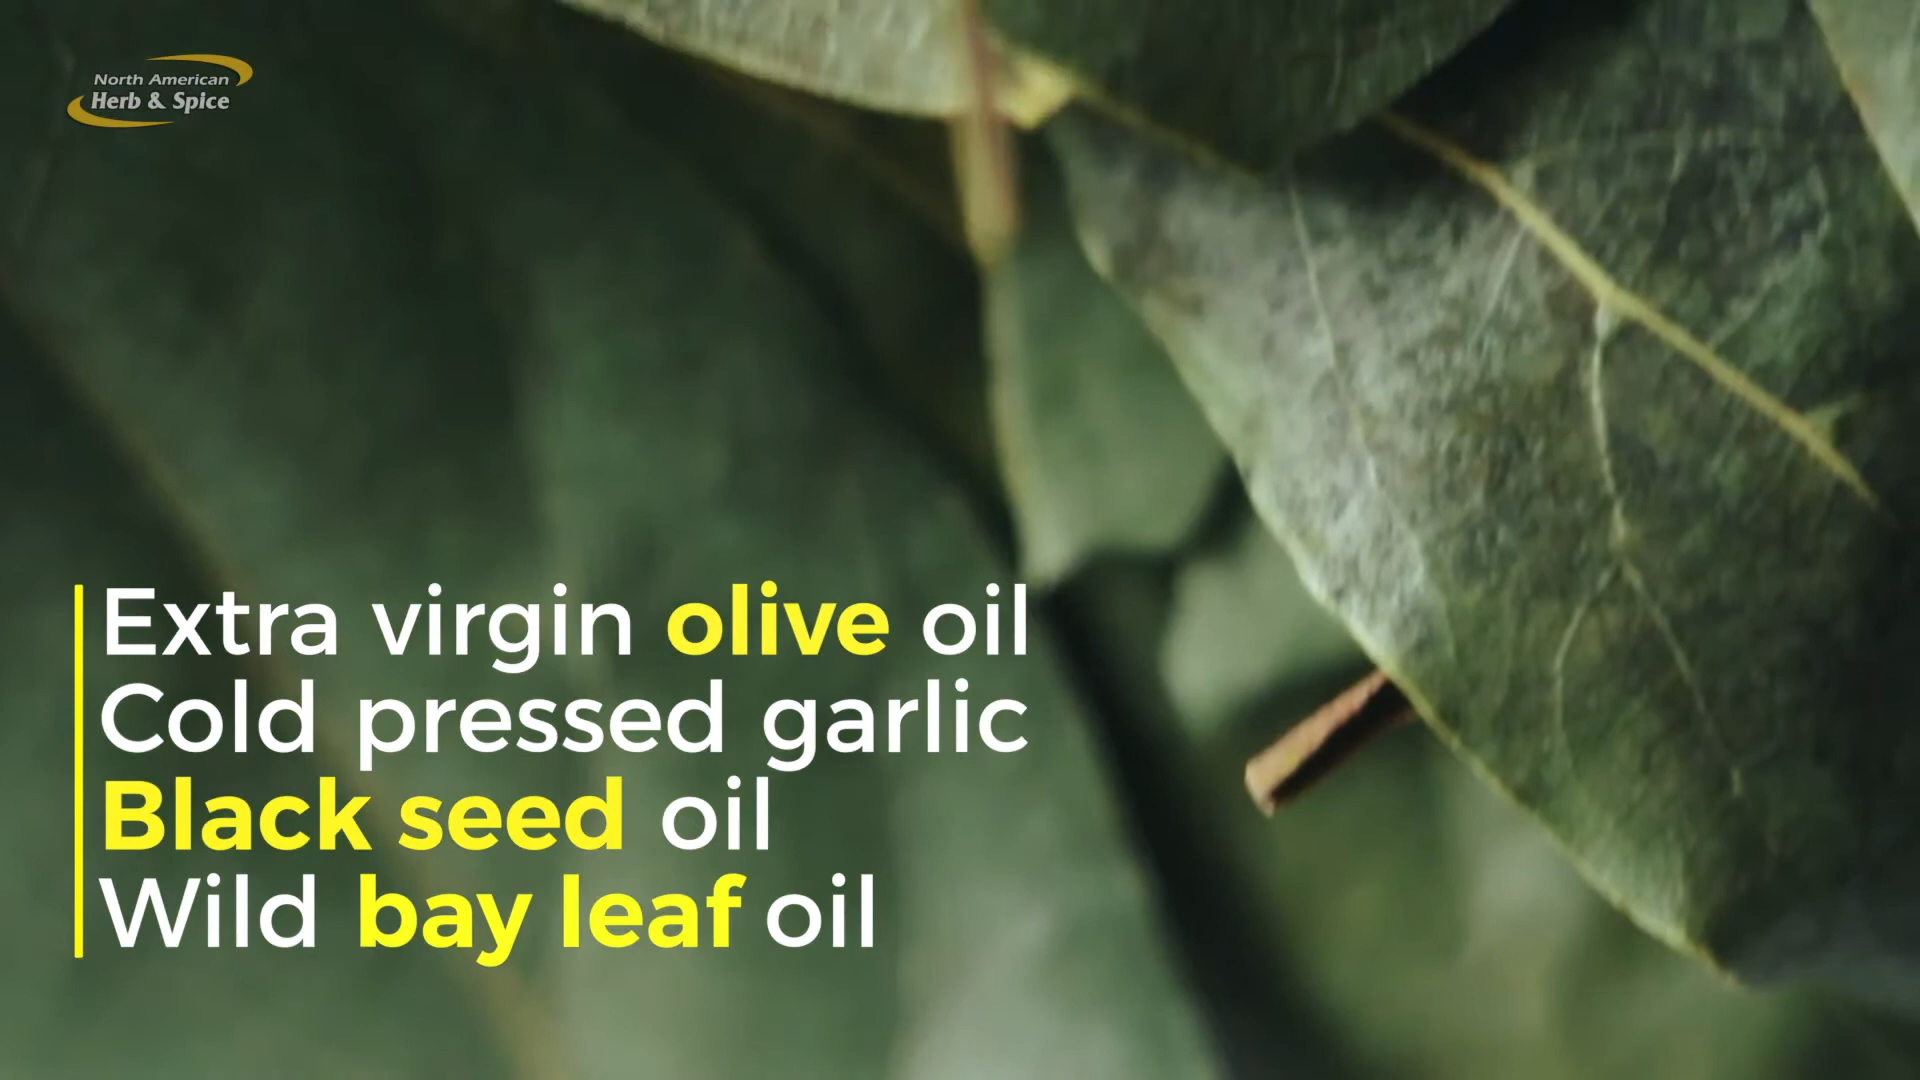 North American
Herb & Spice
Extra virgin olive oil
Cold pressed garlic
Black seed oil
Wild bay leaf oil